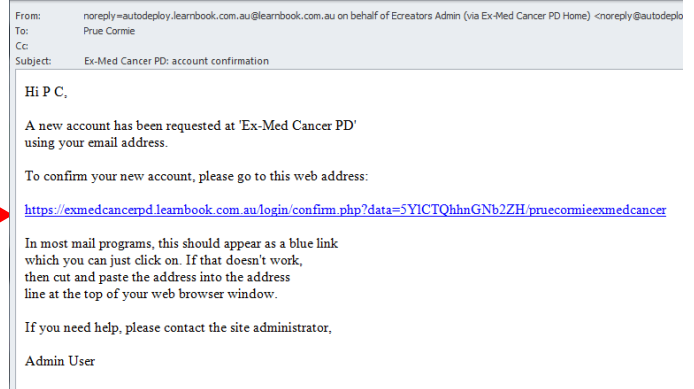 From: noreply=autodeploy.learnbook.com.au@learnbook.com.au on behalf of Ecreators Admin (via Ex-Med Cancer PD Home) <noreply@autodeplo
To: Prue Cormie
Cc:
Subject: Ex-Med Cancer PD: account confirmation
Hi P C,
A new account has been requested at 'Ex-Med Cancer PD'
using your email address.
To confirm your new account, please go to this web address:
https://exmedcancerpd.learnbook.com.au/login/confirm.php?data=5YlCTQhhnGNb2ZH/pruecormieexmedcancer
In most mail programs, this should appear as a blue link
which you can just click on. If that doesn't work,
then cut and paste the address into the address
line at the top of your web browser window.
If you need help, please contact the site administrator,
Admin User